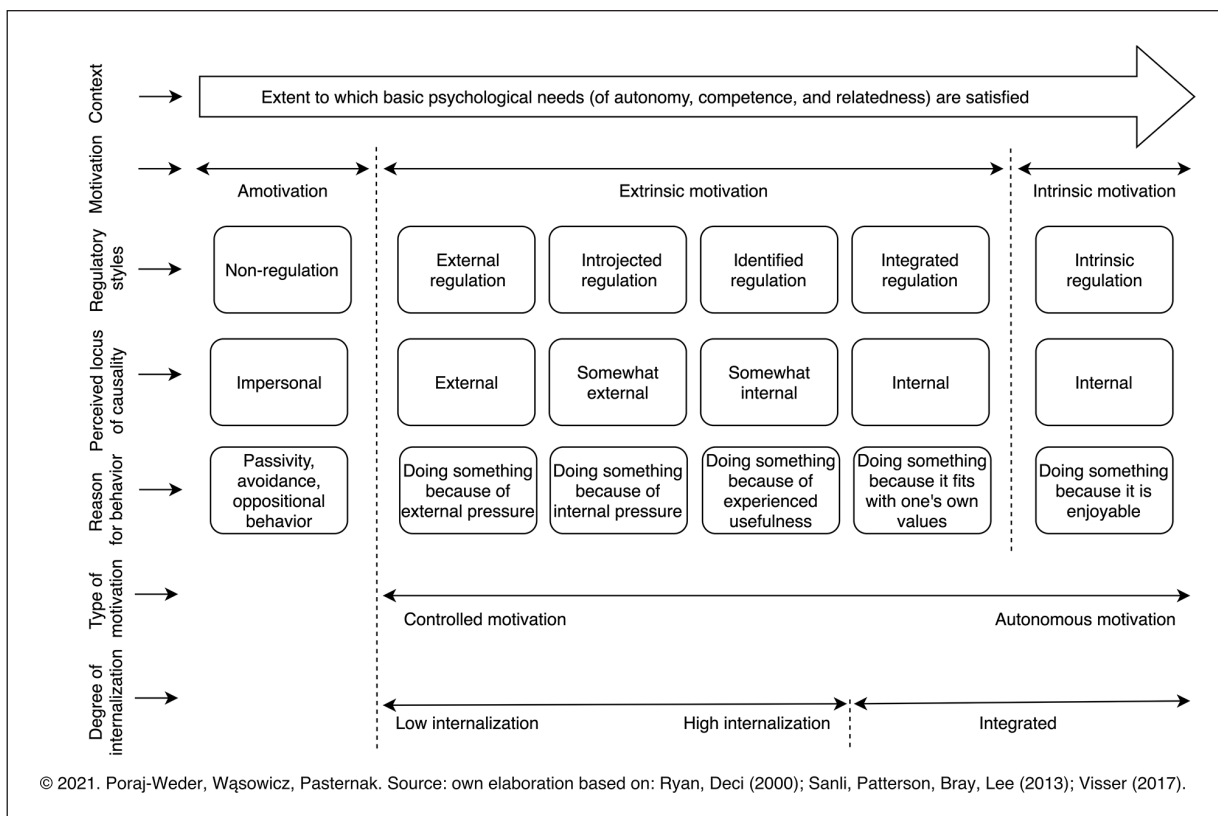 Context
Extent to which basic psychological needs (of autonomy, competence, and relatedness) are satisfied
Motivation
Amotivation
Extrinsic motivation
Intrinsic motivation
Regulatory
styles
Non-regulation
External
regulation
Introjected
regulation
Identified
regulation
Integrated
regulation
Intrinsic
regulation
Perceived locus
of causality
Impersonal
External
Somewhat
external
Somewhat
internal
Internal
Internal
Reason
for behavior
Passivity,
avoidance,
oppositional
behavior
Doing something
because of
external pressure
Doing something
because of
internal pressure
Doing something
because of
experienced
usefulness
Doing something
because it fits
with one's own
values
Doing something
because it is
enjoyable
Type of
motivation
Controlled motivation
Autonomous motivation
Degree of
internalization
Low internalization
High internalization
Integrated
© 2021. Poraj-Weder, Wąsowicz, Pasternak. Source: own elaboration based on: Ryan, Deci (2000); Sanli, Patterson, Bray, Lee (2013); Visser (2017).